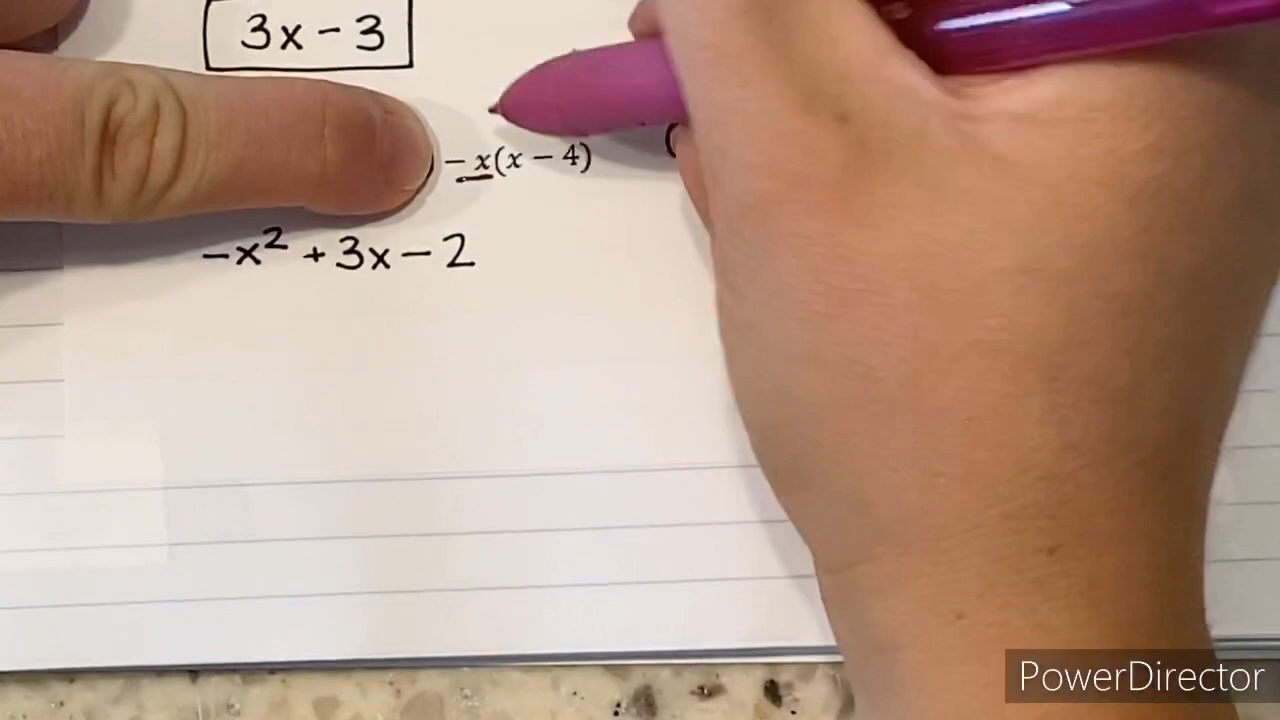 3x - 3
- x(x - 4)
-x² + 3x - 2
PowerDirector